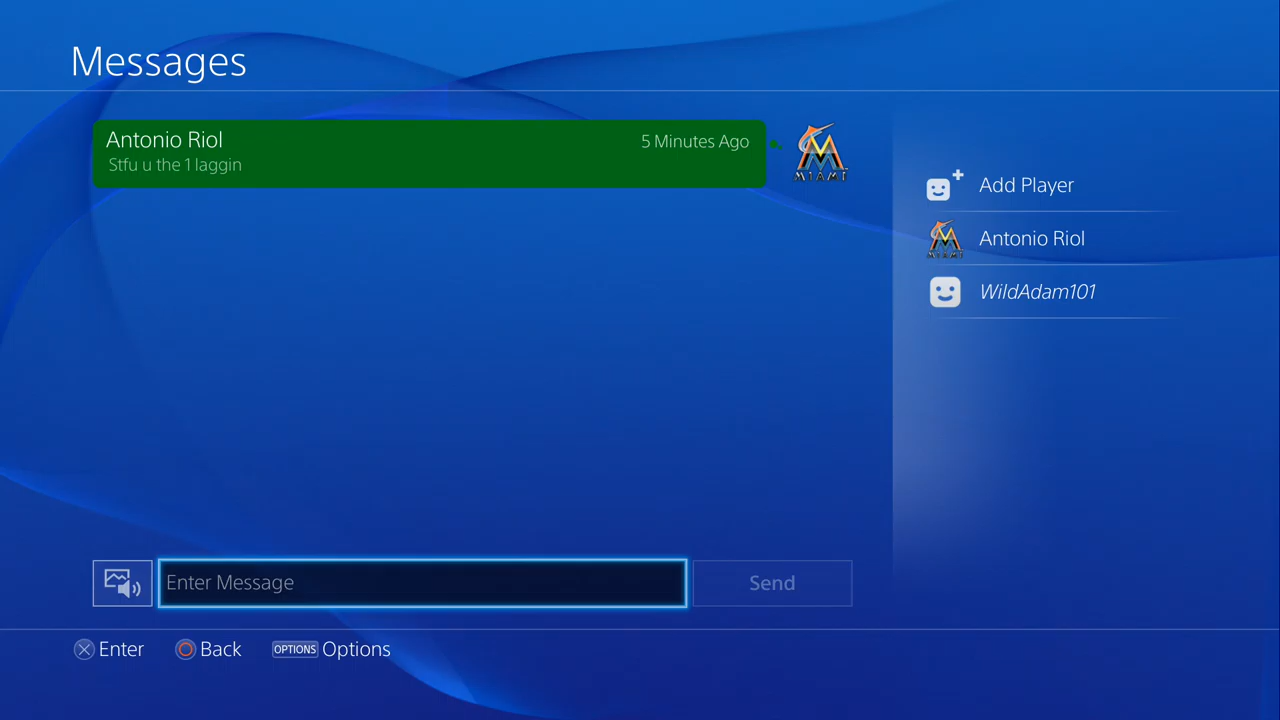 Messages
Antonio Riol
5 Minutes Ago
Stfu u the 1 laggin
MIAMI
Add Player
Antonio Riol
MIAMI
WildAdam101
Enter Message
Send
Enter
Back
OPTIONS Options